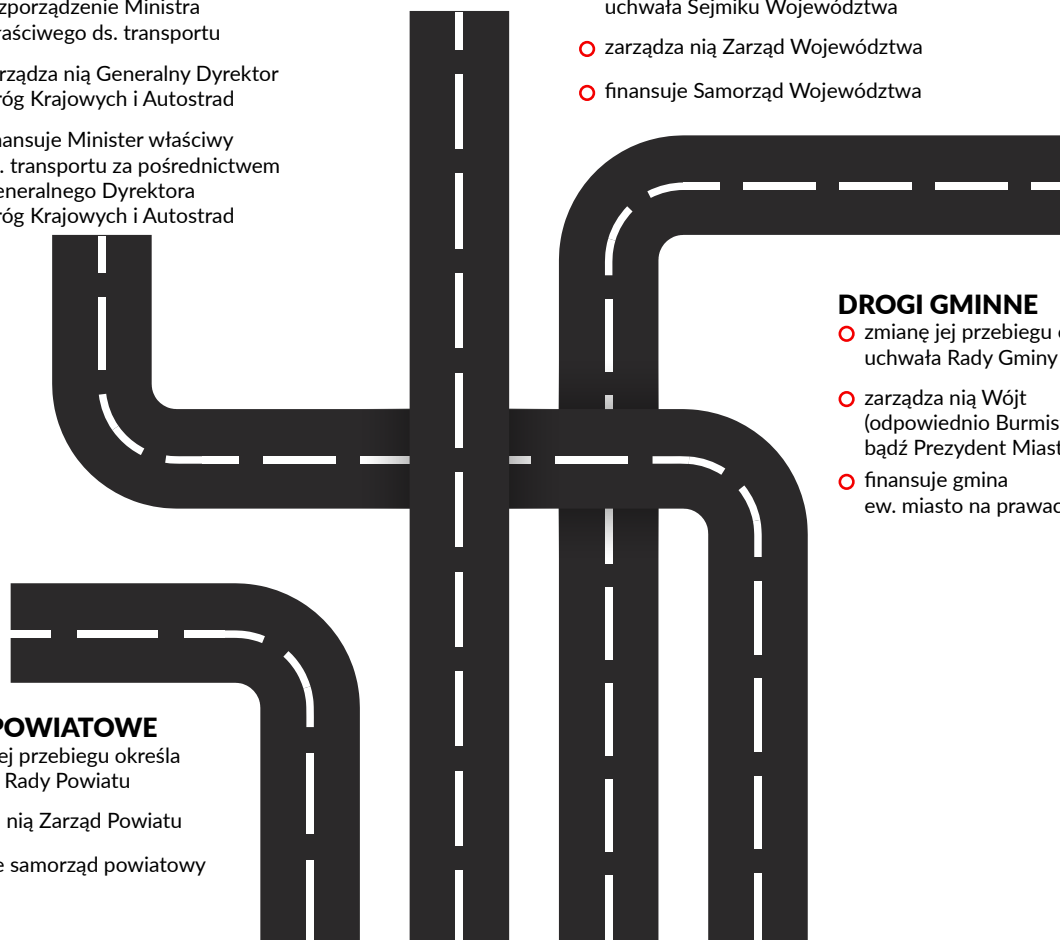 zporządzenie Ministra
aściwego ds. transportu
rządza nią Generalny Dyrektor
róg Krajowych i Autostrad
ansuje Minister właściwy
. transportu za pośrednictwem
eneralnego Dyrektora
róg Krajowych i Autostrad
uchwała Sejmiku Województwa
zarządza nią Zarząd Województwa
finansuje Samorząd Województwa
DROGI GMINNE
zmianę jej przebiegu
uchwała Rady Gminy
zarządza nią Wójt
(odpowiednio Burmis
bądź Prezydent Miast
finansuje gmina
ew. miasto na prawac
POWIATOWE
ej przebiegu określa
Rady Powiatu
nią Zarząd Powiatu
e samorząd powiatowy